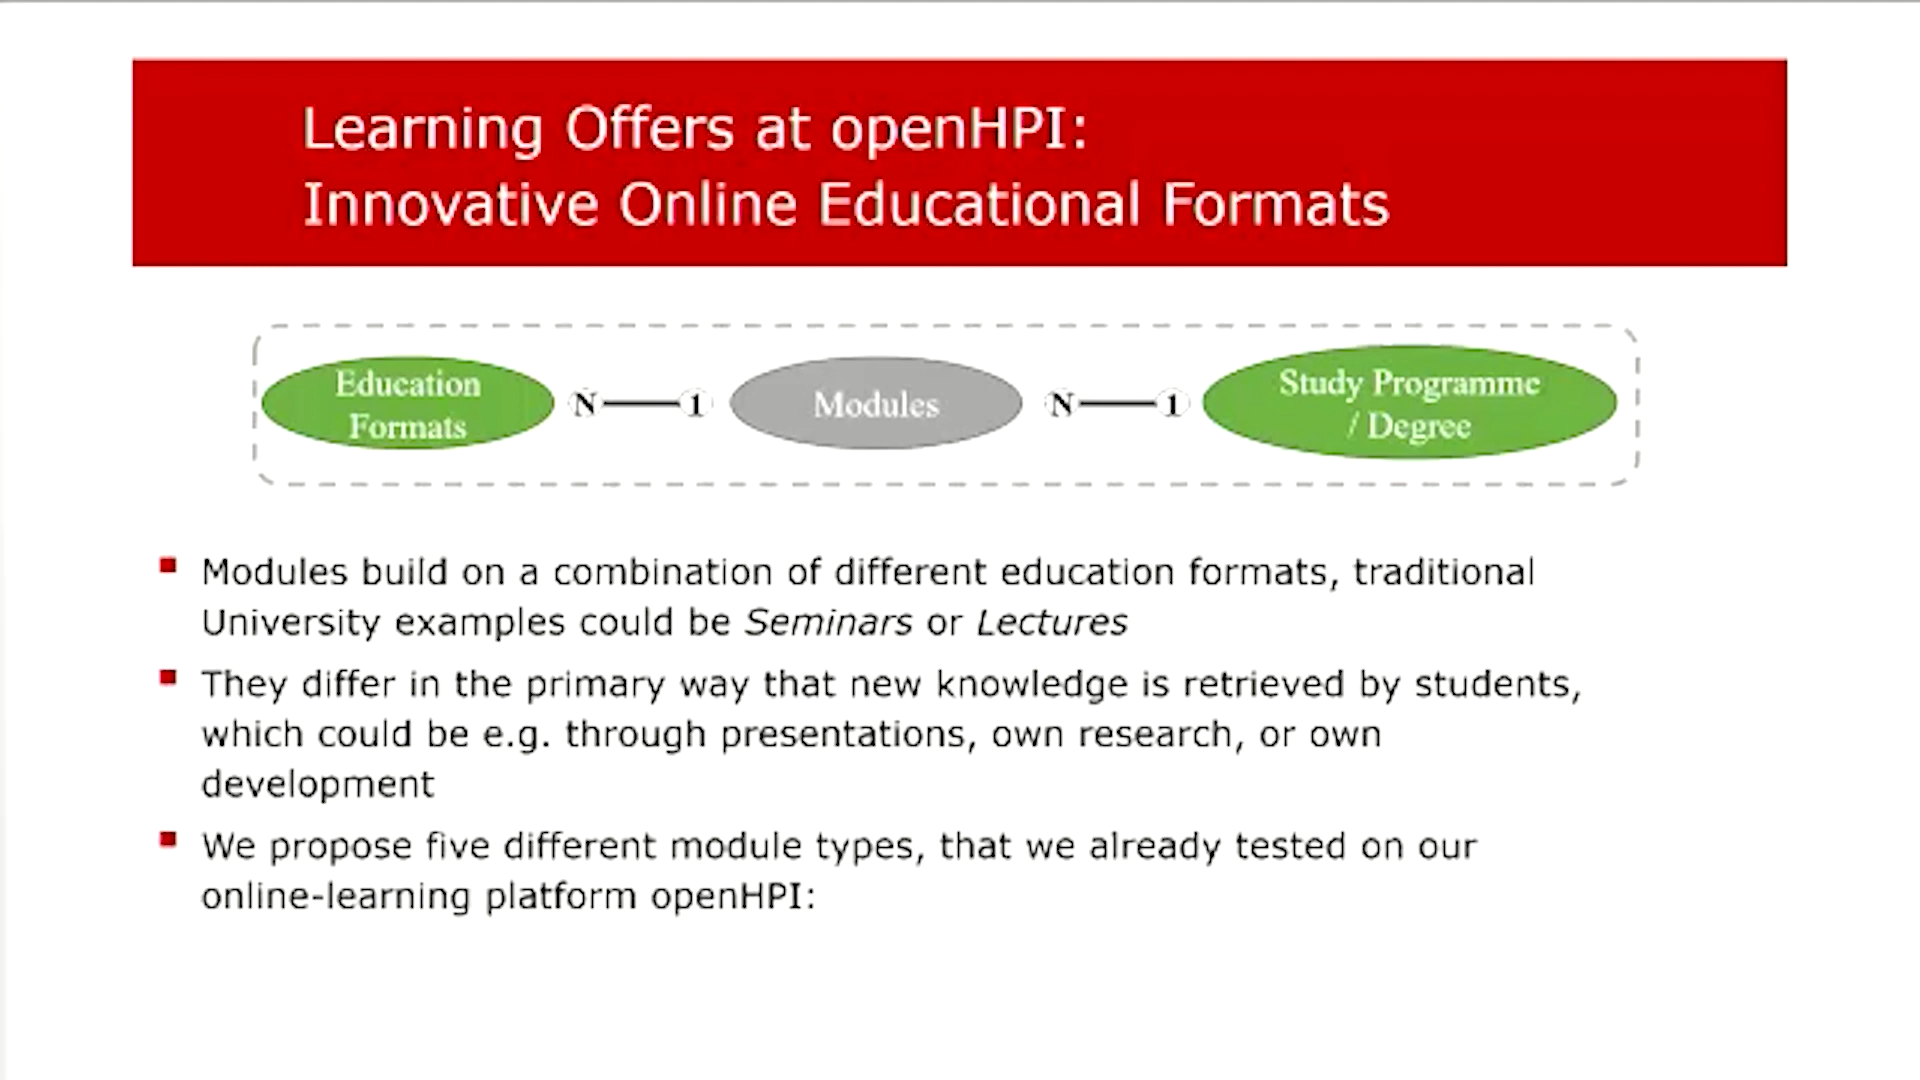 Learning Offers at openHPI:
Innovative Online Educational Formats
Education
Formats
N 1
Modules
N 1
Study Programme
/ Degree
Modules build on a combination of different education formats, traditional
University examples could be Seminars or Lectures
They differ in the primary way that new knowledge is retrieved by students,
which could be e.g. through presentations, own research, or own
development
We propose five different module types, that we already tested on our
online-learning platform openHPI: